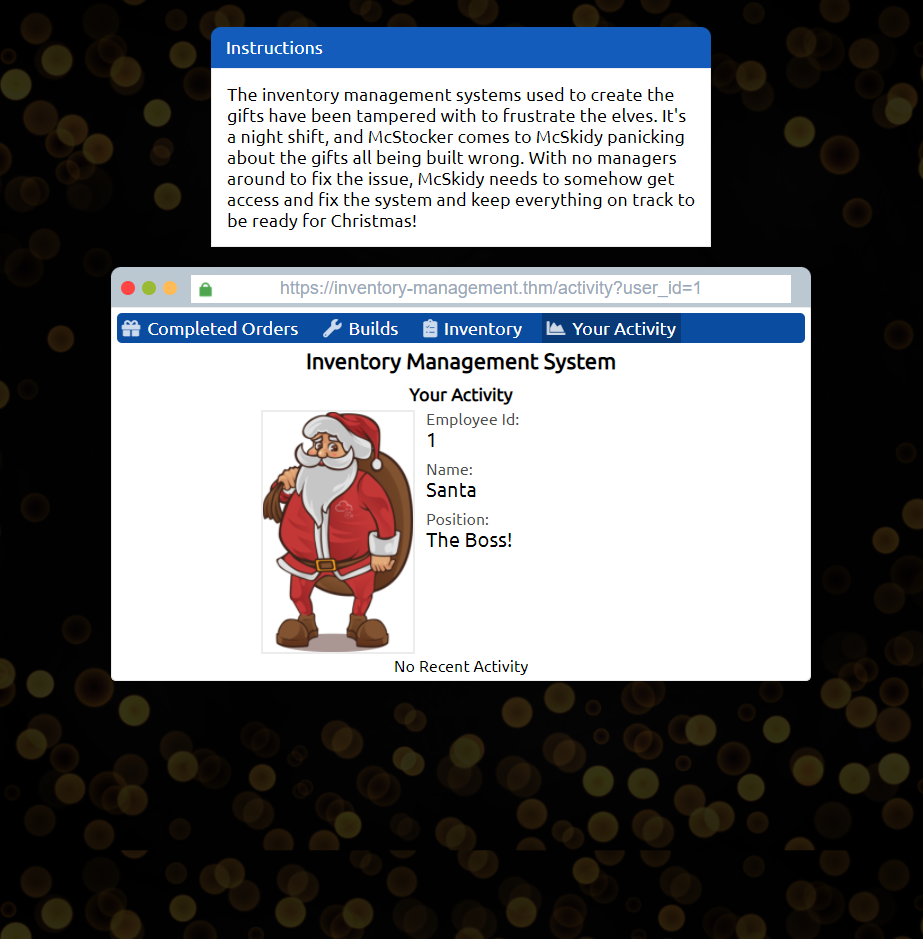 Instructions
The inventory management systems used to create the
gifts have been tampered with to frustrate the elves. It's
a night shift, and McStocker comes to McSkidy panicking
about the gifts all being built wrong. With no managers
around to fix the issue, McSkidy needs to somehow get
access and fix the system and keep everything on track to
be ready for Christmas!
https://inventory-management.thm/activity?user_id=1
Completed Orders Builds Inventory Your Activity
Inventory Management System
Your Activity
Employee Id:
1
Name:
Santa
Position:
The Boss!
No Recent Activity